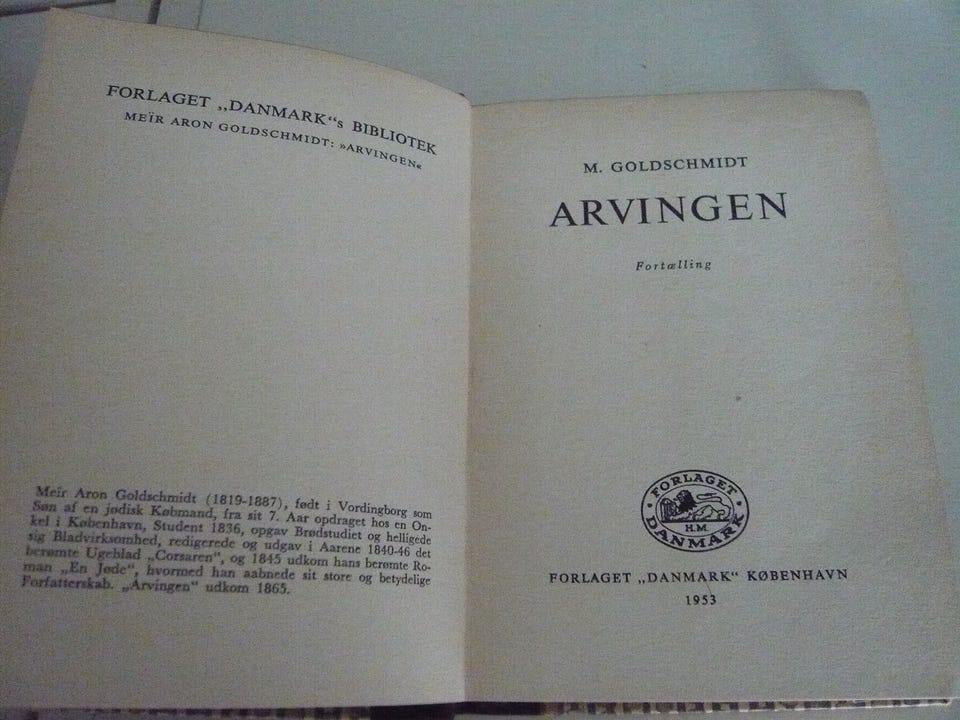 FORLAGET „DANMARK“s BIBLIOTEK
MEÏR ARON GOLDSCHMIDT: »ARVINGEN«
Meïr Aron Goldschmidt (1819-1887), født i Vordingborg som
Søn af en jødisk Købmand, fra sit 7. Aar opdraget hos en On-
kel i København, Student 1836, opgav Brødstudiet og helligede
sig Bladvirksomhed, redigerede og udgav i Aarene 1840-46 det
berømte Ugeblad „Corsaren“, og 1845 udkom hans berømte Ro-
man „En Jøde“, hvormed han aabnede sit store og betydelige
Forfatterskab. „Arvingen“ udkom 1865.
M. GOLDSCHMIDT
ARVINGEN
Fortælling
FORLAGET
H.M.
DANMARK
FORLAGET „DANMARK“ KØBENHAVN
1953